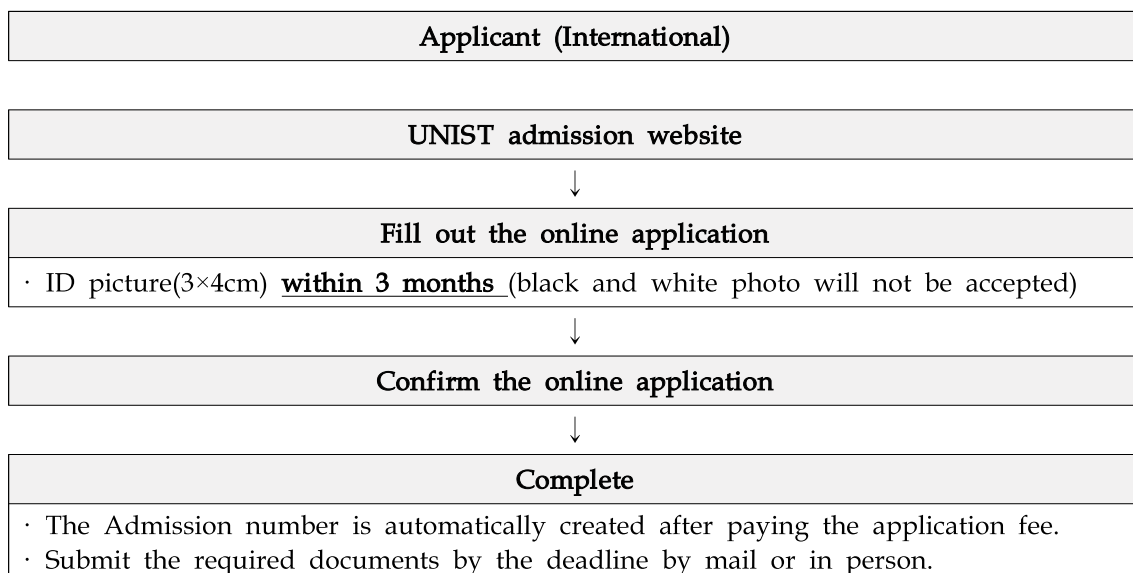 Applicant (International)
UNIST admission website
↓
Fill out the online application
· ID picture(3×4cm) within 3 months (black and white photo will not be accepted)
↓
Confirm the online application
↓
Complete
· The Admission number is automatically created after paying the application fee.
· Submit the required documents by the deadline by mail or in person.